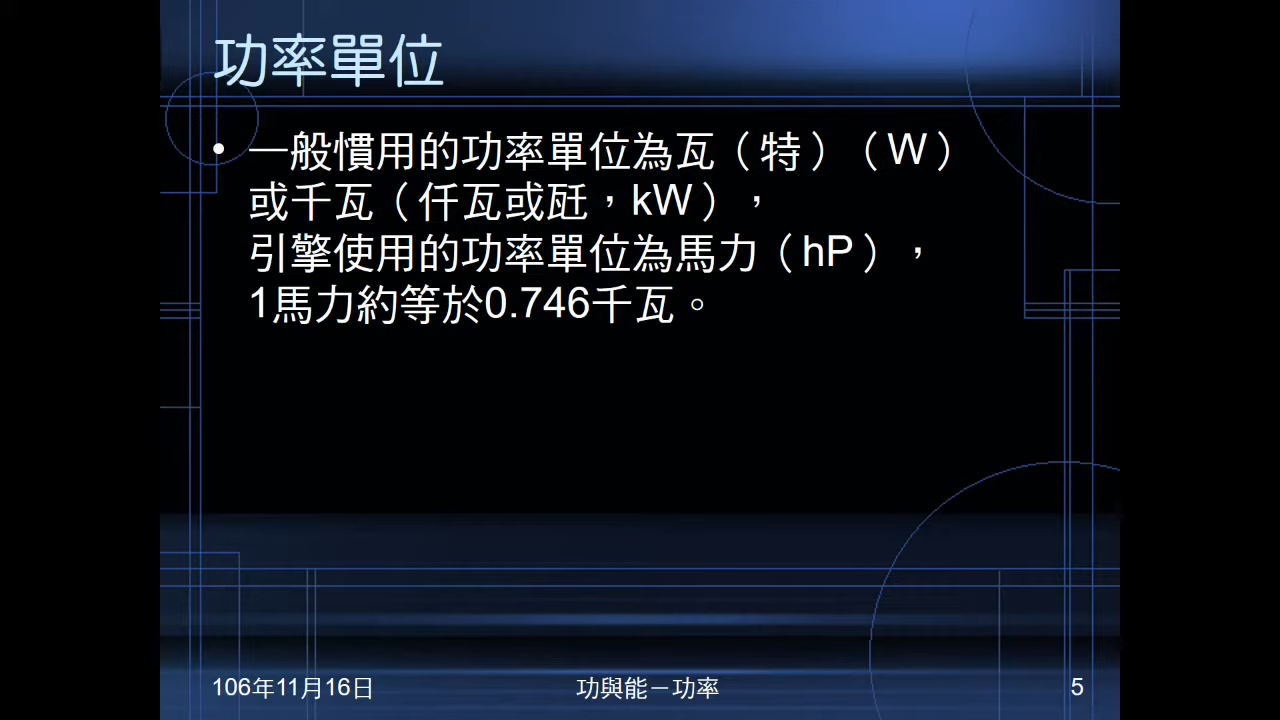 功率單位
• 一般慣用的功率單位為瓦（特）（W）
或千瓦（仟瓦或瓩，kW），
引擎使用的功率單位為馬力（hP），
1馬力約等於0.746千瓦。
106年11月16日
功與能－功率
5